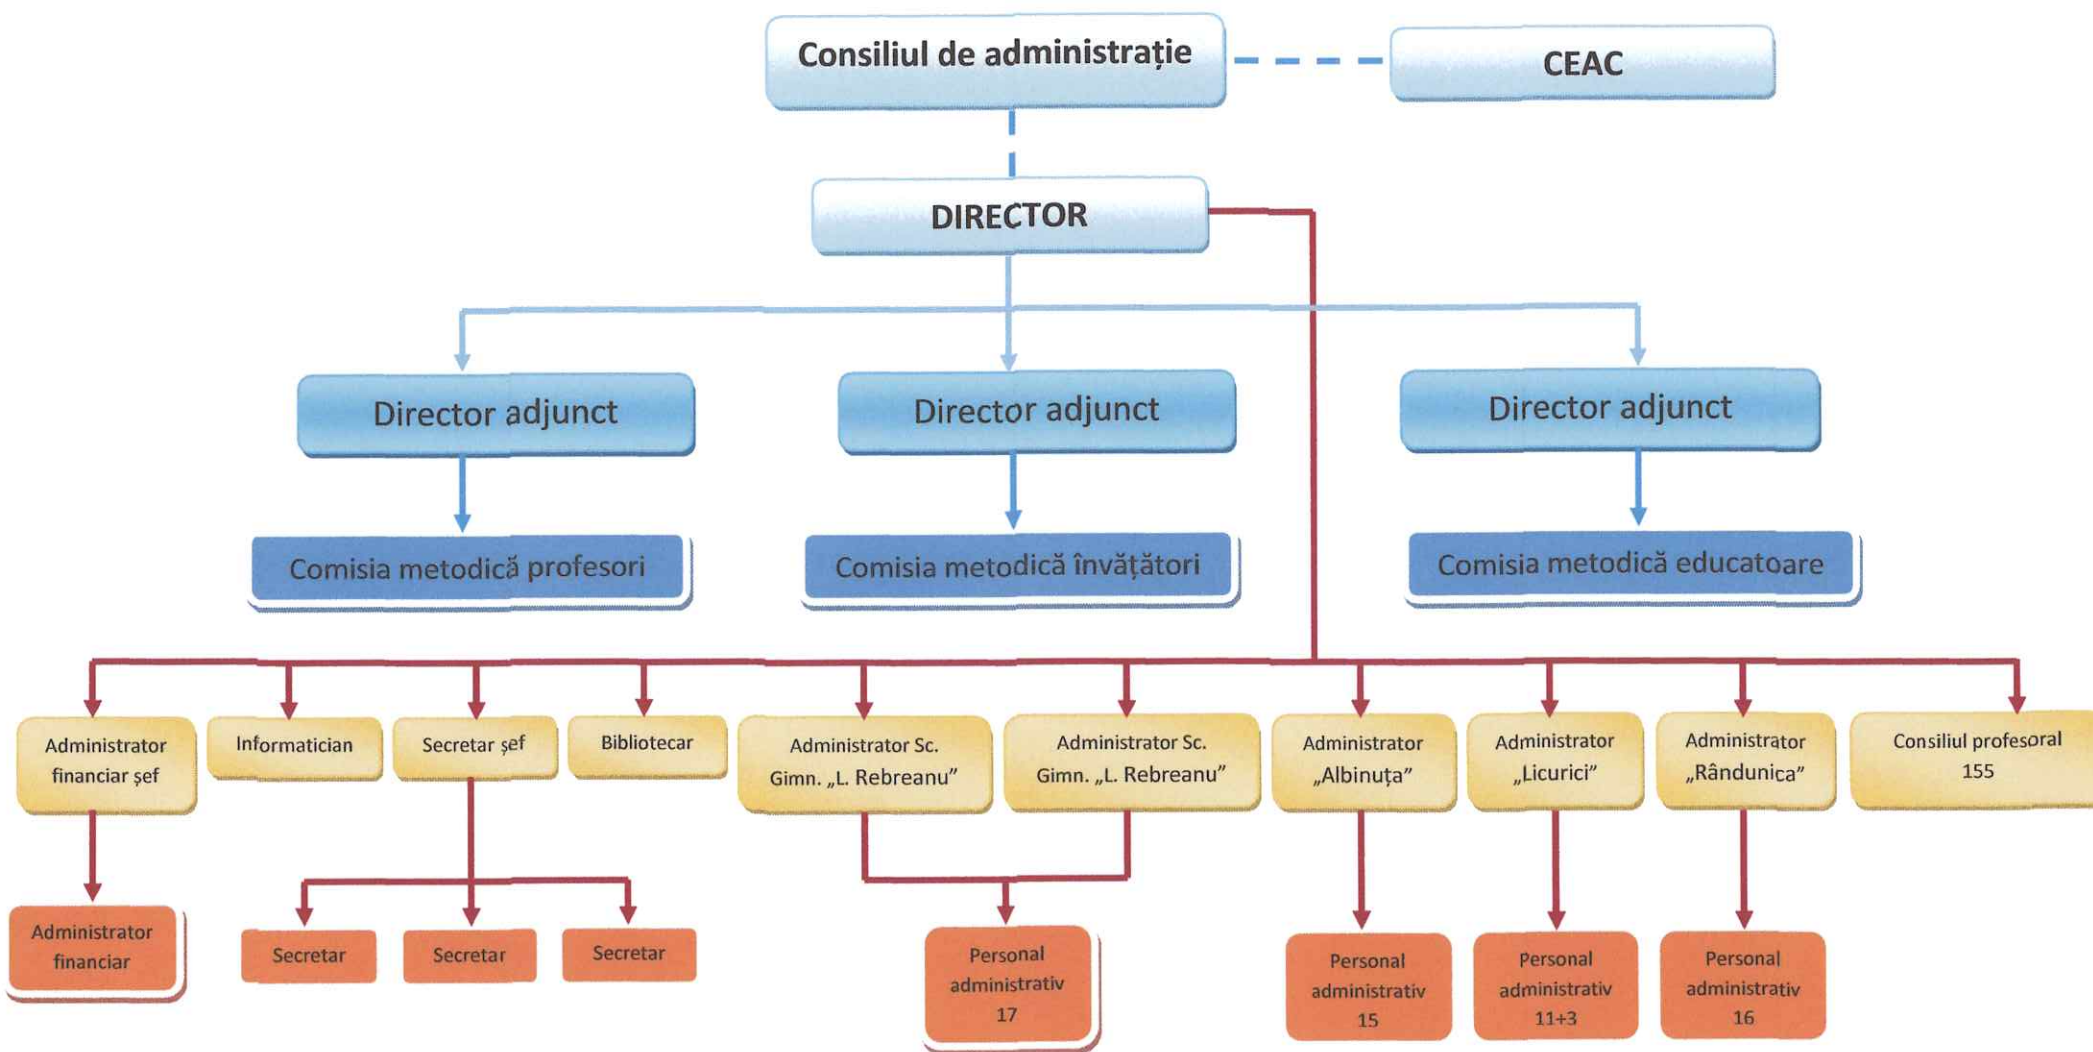 Consiliul de administrație
CEAC
DIRECTOR
Director adjunct
Director adjunct
Director adjunct
Comisia metodică profesori
Comisia metodică învățători
Comisia metodică educatoare
Administrator
financiar șef
Informatician
Secretar șef
Bibliotecar
Administrator Sc.
Gimn. „L. Rebreanu”
Administrator Sc.
Gimn. „L. Rebreanu”
Administrator
„Albinuța”
Administrator
„Licurici”
Administrator
„Rândunica”
Consiliul profesoral
155
Administrator
financiar
Secretar
Secretar
Secretar
Personal
administrativ
17
Personal
administrativ
15
Personal
administrativ
11+3
Personal
administrativ
16